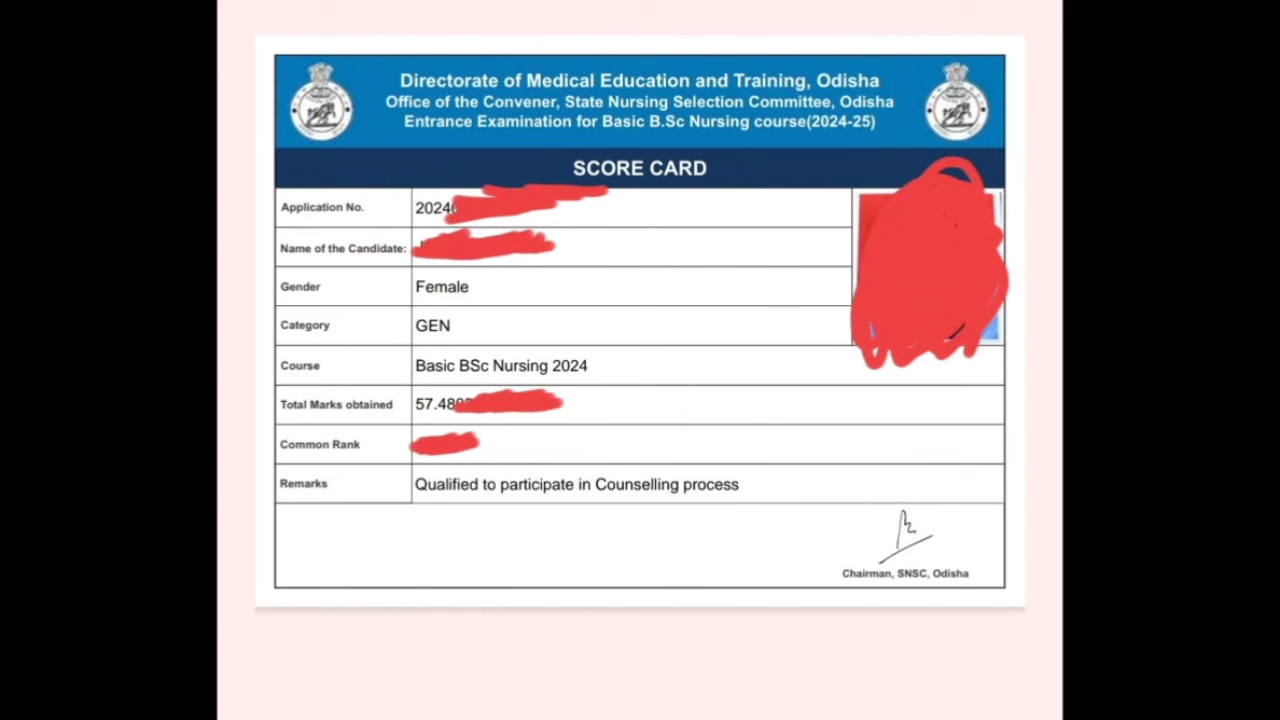 Directorate of Medical Education and Training, Odisha
Office of the Convener, State Nursing Selection Committee, Odisha
Entrance Examination for Basic B.Sc Nursing course(2024-25)
SCORE CARD
Application No. 2024
Name of the Candidate:
Gender Female
Category GEN
Course Basic BSc Nursing 2024
Total Marks obtained 57.48
Common Rank
Remarks Qualified to participate in Counselling process
Chairman, SNSC, Odisha